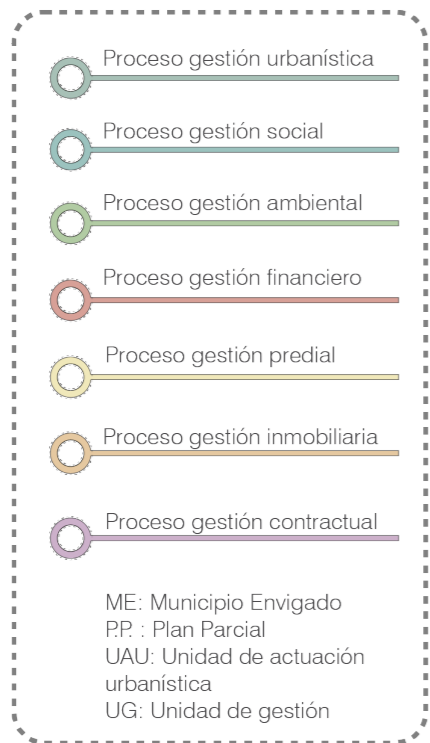 Proceso gestión urbanística
Proceso gestión social
Proceso gestión ambiental
Proceso gestión financiero
Proceso gestión predial
Proceso gestión inmobiliaria
Proceso gestión contractual
ME: Municipio Envigado
P.P. : Plan Parcial
UAU: Unidad de actuación
urbanística
UG: Unidad de gestión